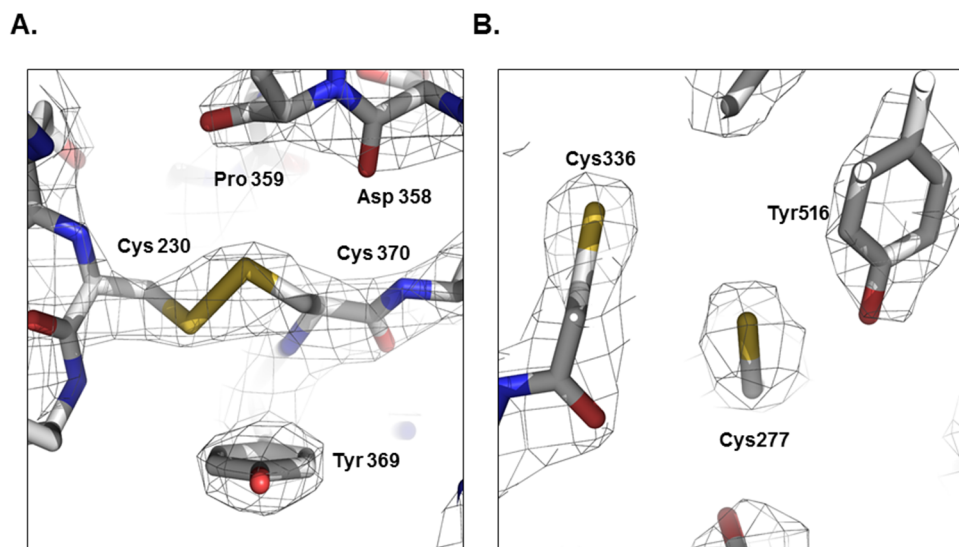 A.
B.
Pro 359
Asp 358
Cys 230
Cys 370
Tyr 369
Cys336
Tyr516
Cys277